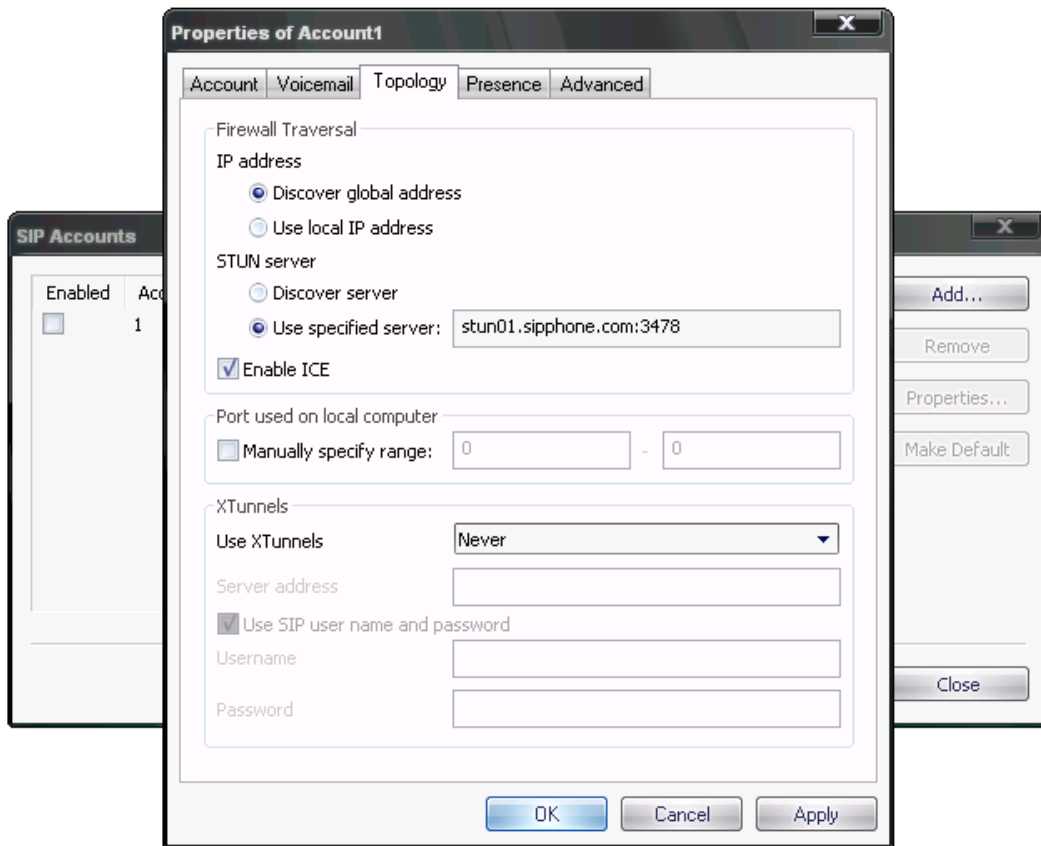 Properties of Account1
X
Account Voicemail Topology Presence Advanced
Firewall Traversal
IP address
Discover global address
Use local IP address
STUN server
Discover server
Use specified server: stun01.sipphone.com:3478
Enable ICE
Port used on local computer
Manually specify range: 0 - 0
XTunnels
Use XTunnels Never
Server address
Use SIP user name and password
Username
Password
OK Cancel Apply
SIP Accounts
X
Enabled
1
Add...
Remove
Properties...
Make Default
Close